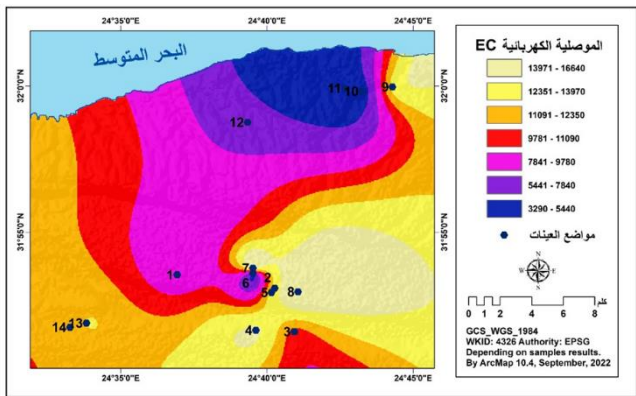 24°35'0"E
24°40'0"E
24°45'0"E
البحر المتوسط
32°0'0"N
31°55'0"N
11
10
9
12
7
1
2
6
5
8
14
13
4
3
24°35'0"E
24°40'0"E
24°45'0"E
الموصلية الكهربائية EC
13971 - 16640
12351 - 13970
11091 - 12350
9781 - 11090
7841 - 9780
5441 - 7840
3290 - 5440
مواضع العينات
N
W
E
S
كلم
0 1 2 4 6 8
GCS_WGS_1984
WKID: 4326 Authority: EPSG
Depending on samples results.
By ArcMap 10.4, September, 2022